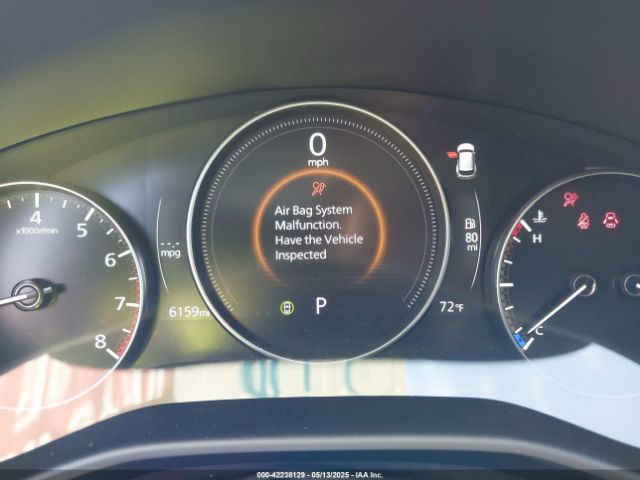 0
mph
Air Bag System
Malfunction.
Have the Vehicle
Inspected
P
4
x1000r/min
5
6
7
8
-.-
mpg
6159mi
80
mi
72°F
H
C
000-42238129 - 05/13/2025 - IAA Inc.